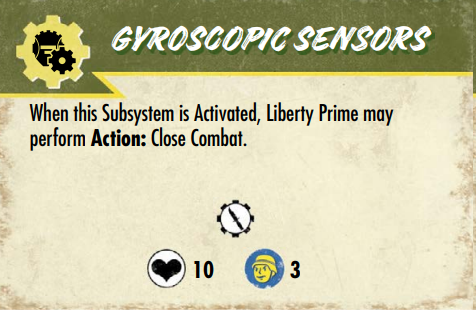 GYROSCOPIC SENSORS
When this Subsystem is Activated, Liberty Prime may
perform Action: Close Combat.
10 3